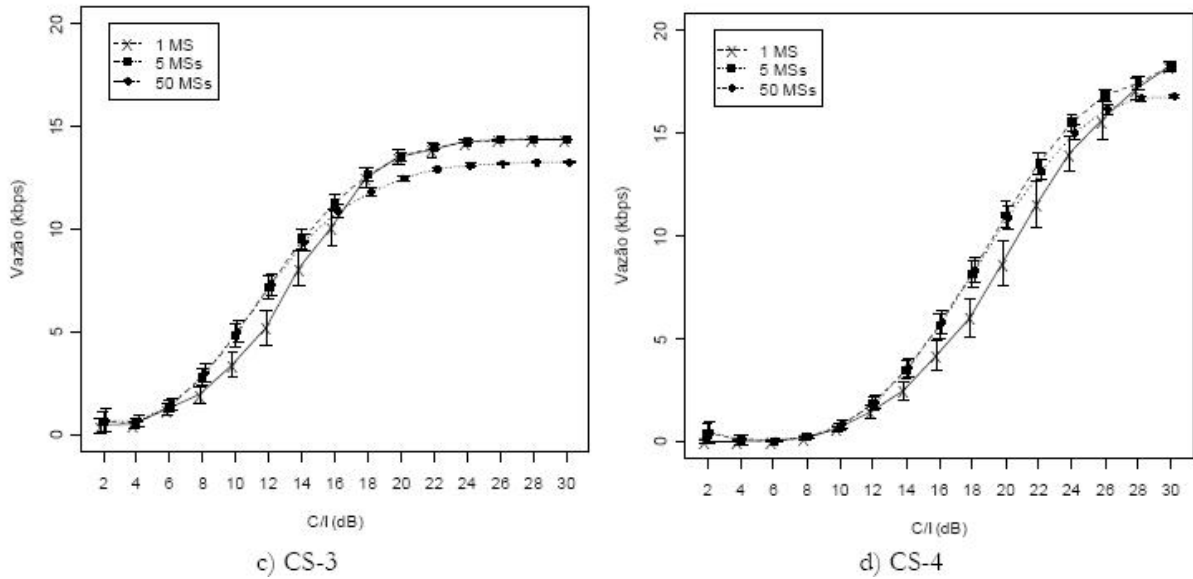 20
15
10
5
0
Vazão (kbps)
1 MS
5 MSs
50 MSs
2 4 6 8 10 12 14 16 18 20 22 24 26 28 30
C/I (dB)
c) CS-3
20
15
10
5
0
Vazão (kbps)
1 MS
5 MSs
50 MSs
2 4 6 8 10 12 14 16 18 20 22 24 26 28 30
C/I (dB)
d) CS-4